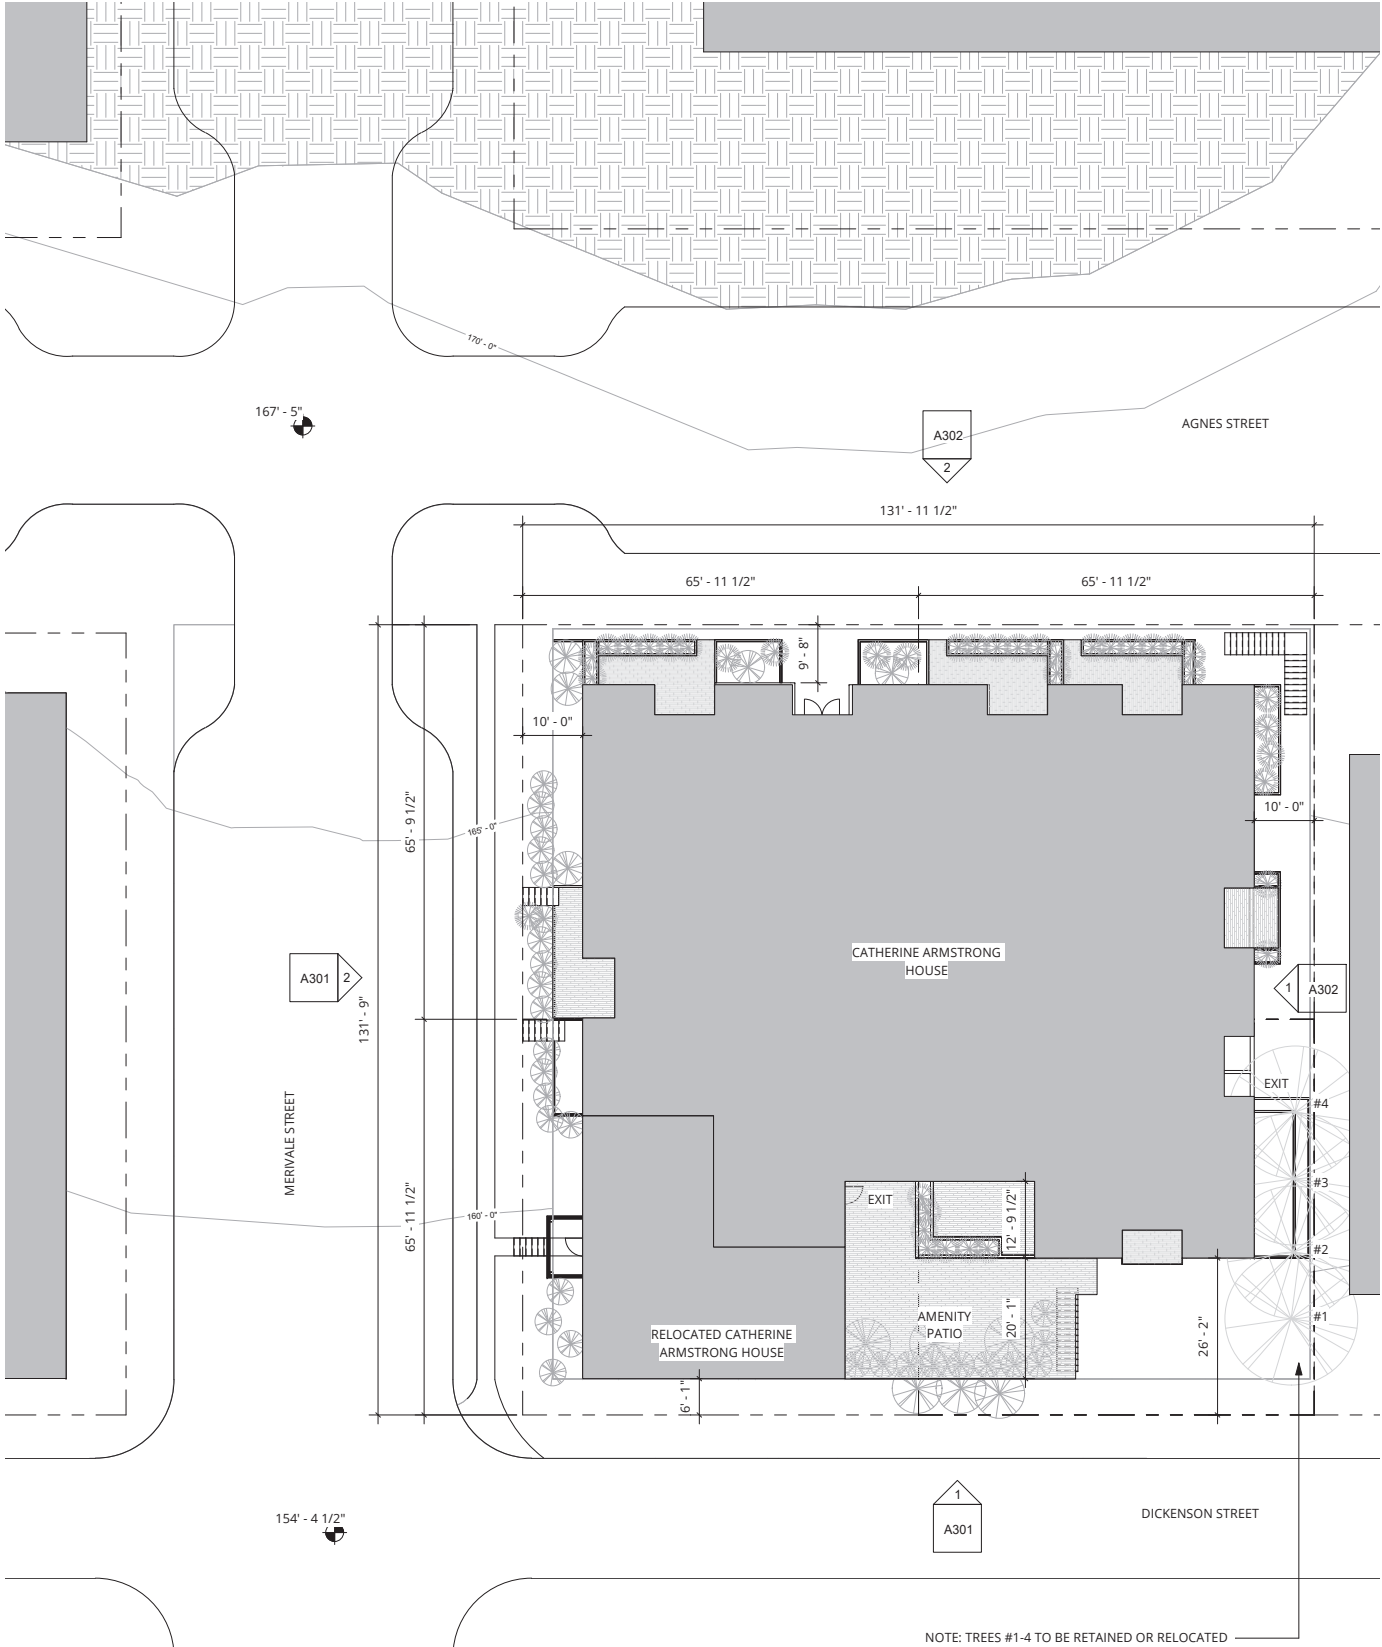 170' - 0"
167' - 5"
A302
2
AGNES STREET
131' - 11 1/2"
65' - 11 1/2"
65' - 11 1/2"
9' - 8"
10' - 0"
10' - 0"
65' - 9 1/2"
165' - 0"
CATHERINE ARMSTRONG
HOUSE
A301
2
1
A302
131' - 9"
EXIT
#4
MERIVALE STREET
#3
EXIT
12' - 9 1/2"
65' - 11 1/2"
160' - 0"
#2
AMENITY
PATIO
20' - 1"
#1
26' - 2"
RELOCATED CATHERINE
ARMSTRONG HOUSE
6' - 1"
1
A301
154' - 4 1/2"
DICKENSON STREET
NOTE: TREES #1-4 TO BE RETAINED OR RELOCATED